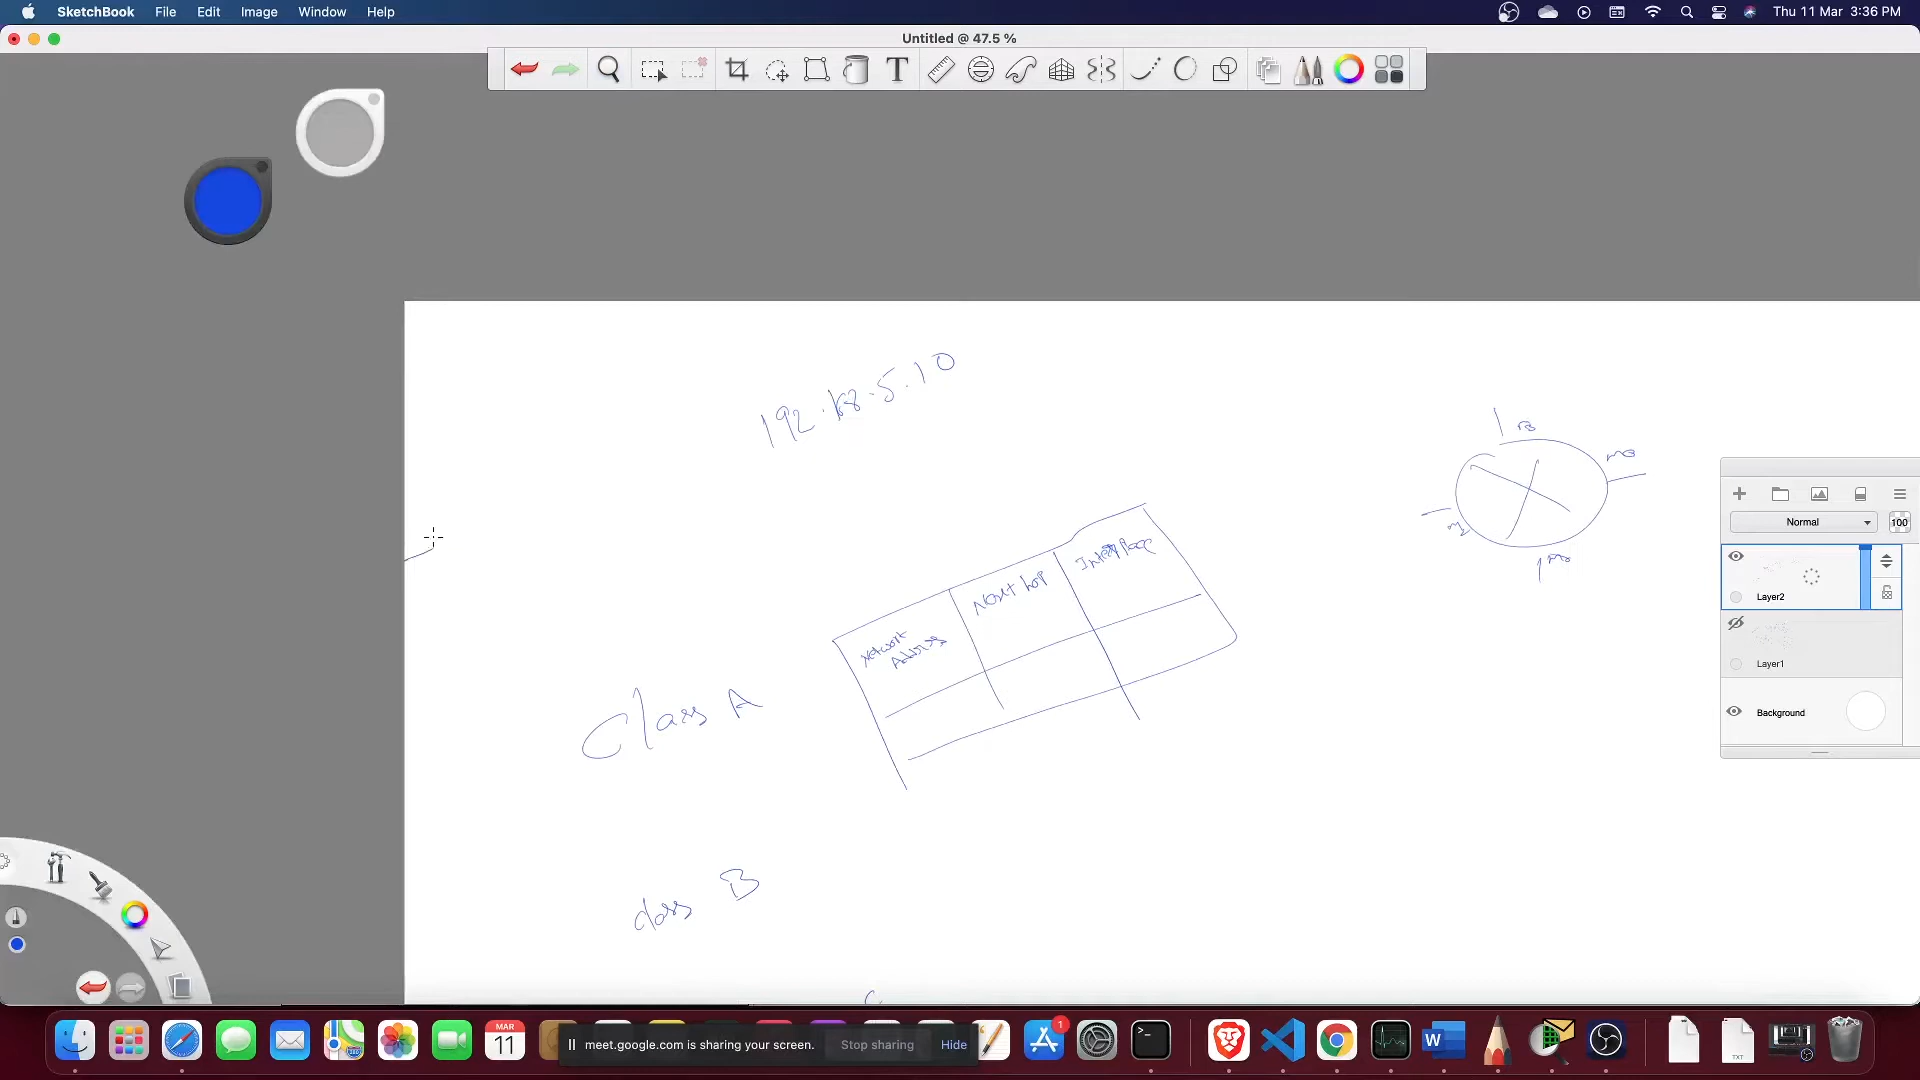 SketchBook File Edit Image Window Help
Thu 11 Mar 3:36 PM
Untitled @ 47.5 %
T
192.168.5.10
Network Address
Next hop
Interface
Class A
class B
Normal
100
Layer2
Layer1
Background
MAR
11
meet.google.com is sharing your screen.
Stop sharing
Hide
1
>_
W
TXT